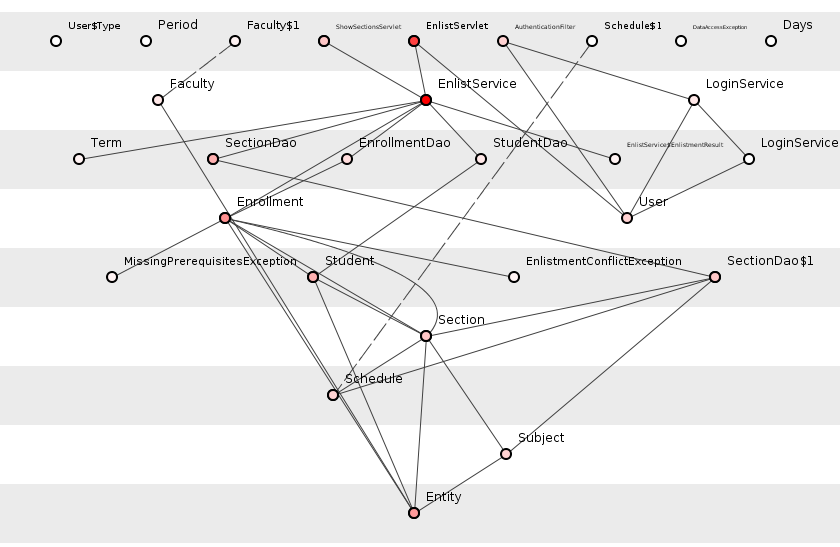 User$Type
Period
Faculty$1
ShowSectionsServlet
EnlistServlet
AuthenticationFilter
Schedule$1
DataAccessException
Days
Faculty
EnlistService
LoginService
Term
SectionDao
EnrollmentDao
StudentDao
EnlistService$EnlistmentResult
LoginService
Enrollment
User
MissingPrerequisitesException
Student
EnlistmentConflictException
SectionDao$1
Section
Schedule
Subject
Entity